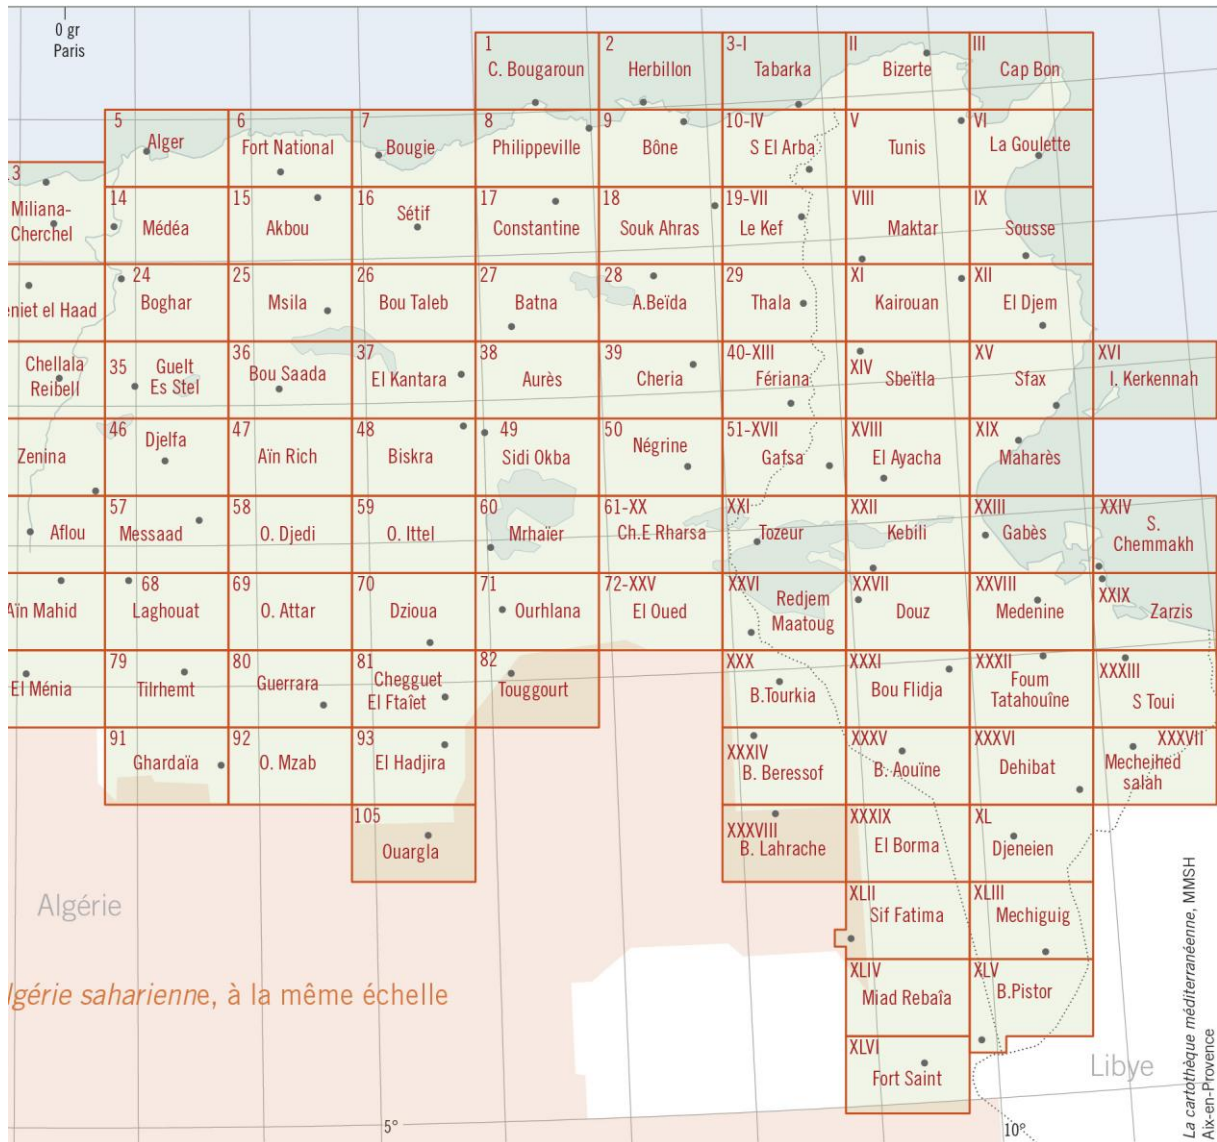 0 gr
Paris
1
C. Bougaroun
2
Herbillon
3-I
Tabarka
II
Bizerte
III
Cap Bon
5
Alger
6
Fort National
7
Bougie
8
Philippeville
9
Bône
10-IV
S El Arba
V
Tunis
VI
La Goulette
13
Miliana-
Cherchel
14
Médéa
15
Akbou
16
Sétif
17
Constantine
18
Souk Ahras
19-VII
Le Kef
VIII
Maktar
IX
Sousse
eniet el Haad
24
Boghar
25
Msila
26
Bou Taleb
27
Batna
28
A.Beïda
29
Thala
XI
Kairouan
XII
El Djem
Chellala
Reibell
35
Guelt
Es Stel
36
Bou Saada
37
El Kantara
38
Aurès
39
Cheria
40-XIII
Fériana
XIV
Sbeïtla
XV
Sfax
XVI
I. Kerkennah
Zenina
46
Djelfa
47
Aïn Rich
48
Biskra
49
Sidi Okba
50
Négrine
51-XVII
Gafsa
XVIII
El Ayacha
XIX
Maharès
Aflou
57
Messaad
58
O. Djedi
59
O. Ittel
60
Mrhaïer
61-XX
Ch.E Rharsa
XXI
Tozeur
XXII
Kebili
XXIII
Gabès
XXIV
S.
Chemmakh
Aïn Mahid
68
Laghouat
69
O. Attar
70
Dzioua
71
Ourhlana
72-XXV
El Oued
XXVI
Redjem
Maatoug
XXVII
Douz
XXVIII
Medenine
XXIX
Zarzis
El Ménia
79
Tilrhemt
80
Guerrara
81
Chegguet
El Ftaîet
82
Touggourt
XXX
B.Tourkia
XXXI
Bou Flidja
XXXII
Foum
Tatahouîne
XXXIII
S Toui
91
Ghardaïa
92
O. Mzab
93
El Hadjira
XXXIV
B. Beressof
XXXV
B. Aouïne
XXXVI
Dehibat
XXXVII
Mecheihed
salah
105
Ouargla
XXXVIII
B. Lahrache
XXXIX
El Borma
XL
Djeneien
Algérie
XLII
Sif Fatima
XLIII
Mechiguig
lgérie saharienne, à la même échelle
XLIV
Miad Rebaîa
XLV
B.Pistor
XLVI
Fort Saint
Libye
5°
10°
La cartothèque méditerranéenne, MMSH
Aix-en-Provence